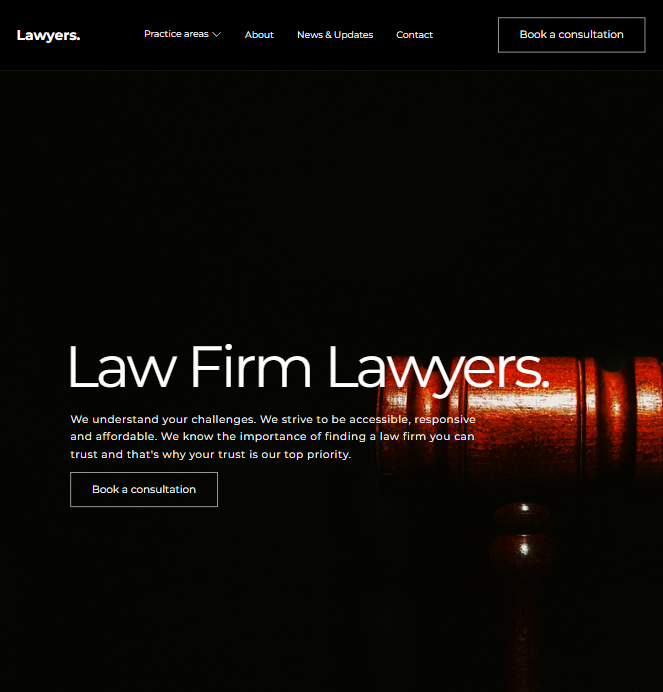 Lawyers.
Practice areas
About
News & Updates
Contact
Book a consultation
Law Firm Lawyers.
We understand your challenges. We strive to be accessible, responsive
and affordable. We know the importance of finding a law firm you can
trust and that's why your trust is our top priority.
Book a consultation